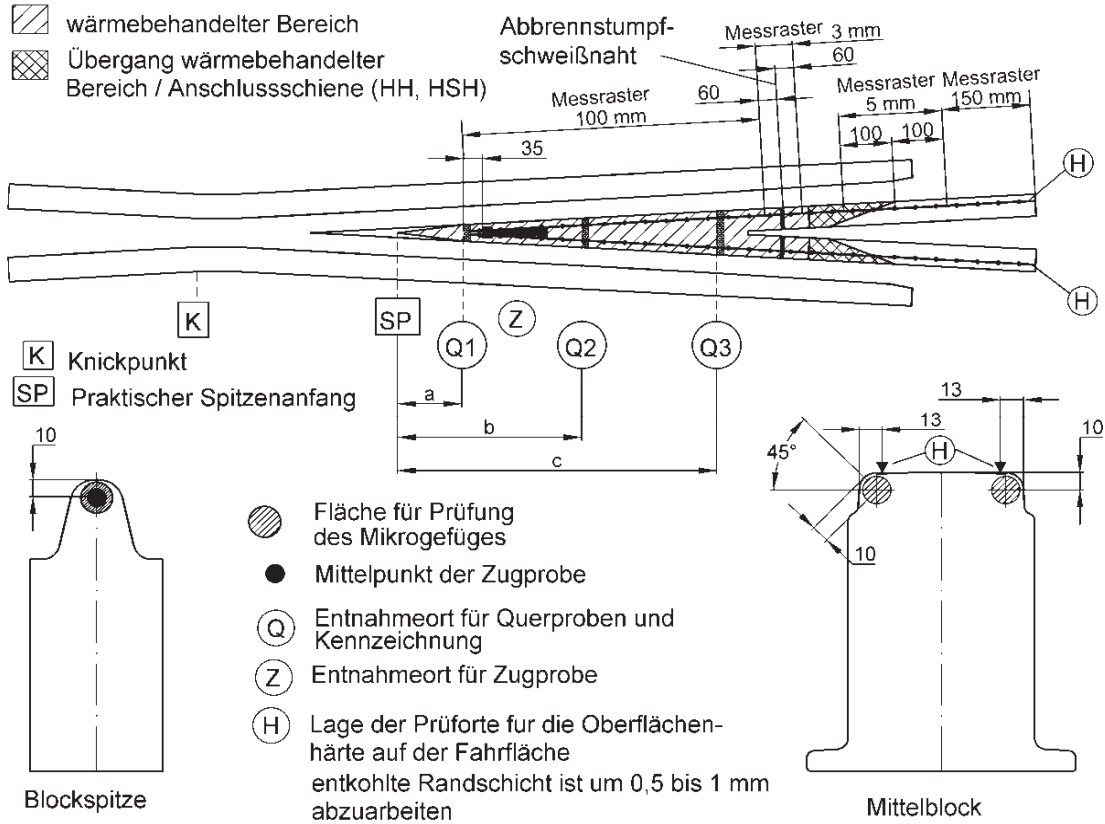 wärmebehandelter Bereich
Übergang wärmebehandelter
Bereich / Anschlussschiene (HH, HSH)
Abbrennstumpf-
schweißnaht
Messraster
3 mm
60
60
Messraster
100 mm
Messraster
5 mm
Messraster
150 mm
100
100
35
H
H
K
SP
Z
Q1
Q2
Q3
K Knickpunkt
SP Praktischer Spitzenanfang
a
b
c
10
Blockspitze
Fläche für Prüfung
des Mikrogefüges
Mittelpunkt der Zugprobe
Q Entnahmeort für Querproben und
Kennzeichnung
Z Entnahmeort für Zugprobe
H Lage der Prüforte fur die Oberflächen-
härte auf der Fahrfläche
entkohlte Randschicht ist um 0,5 bis 1 mm
abzuarbeiten
13
13
H
45°
10
10
Mittelblock